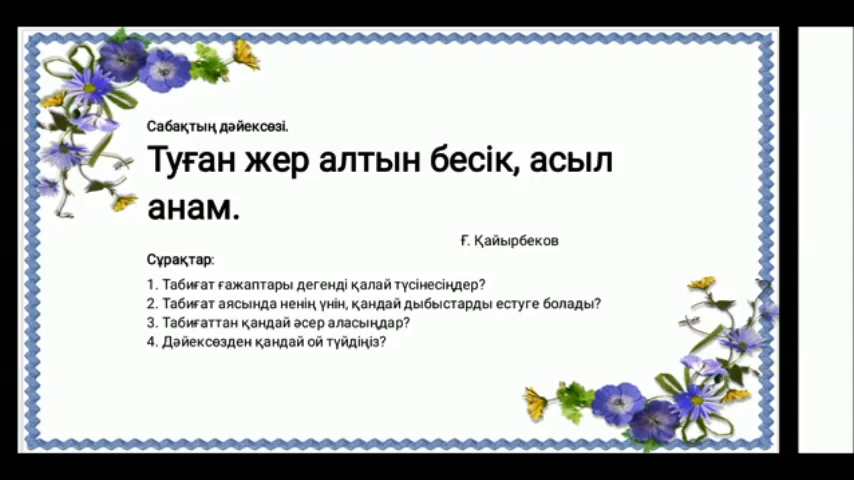 Сабақтың дәйексөзі.
Туған жер алтын бесік, асыл
анам.
Ғ. Қайырбеков
Сұрақтар:
1. Табиғат ғажаптары дегенді қалай түсінесіңдер?
2. Табиғат аясында ненің үнін, қандай дыбыстарды естуге болады?
3. Табиғаттан қандай әсер аласыңдар?
4. Дәйексөзден қандай ой түйдіңіз?